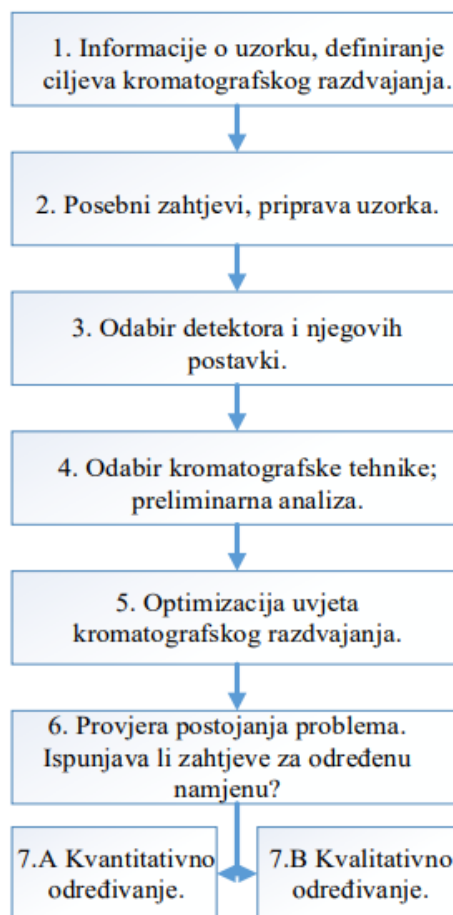 1. Informacije o uzorku, definiranje
ciljeva kromatografskog razdvajanja.
2. Posebni zahtjevi, priprava uzorka.
3. Odabir detektora i njegovih
postavki.
4. Odabir kromatografske tehnike;
preliminarna analiza.
5. Optimizacija uvjeta
kromatografskog razdvajanja.
6. Provjera postojanja problema.
Ispunjava li zahtjeve za određenu
namjenu?
7.A Kvantitativno
određivanje.
7.B Kvalitativno
određivanje.